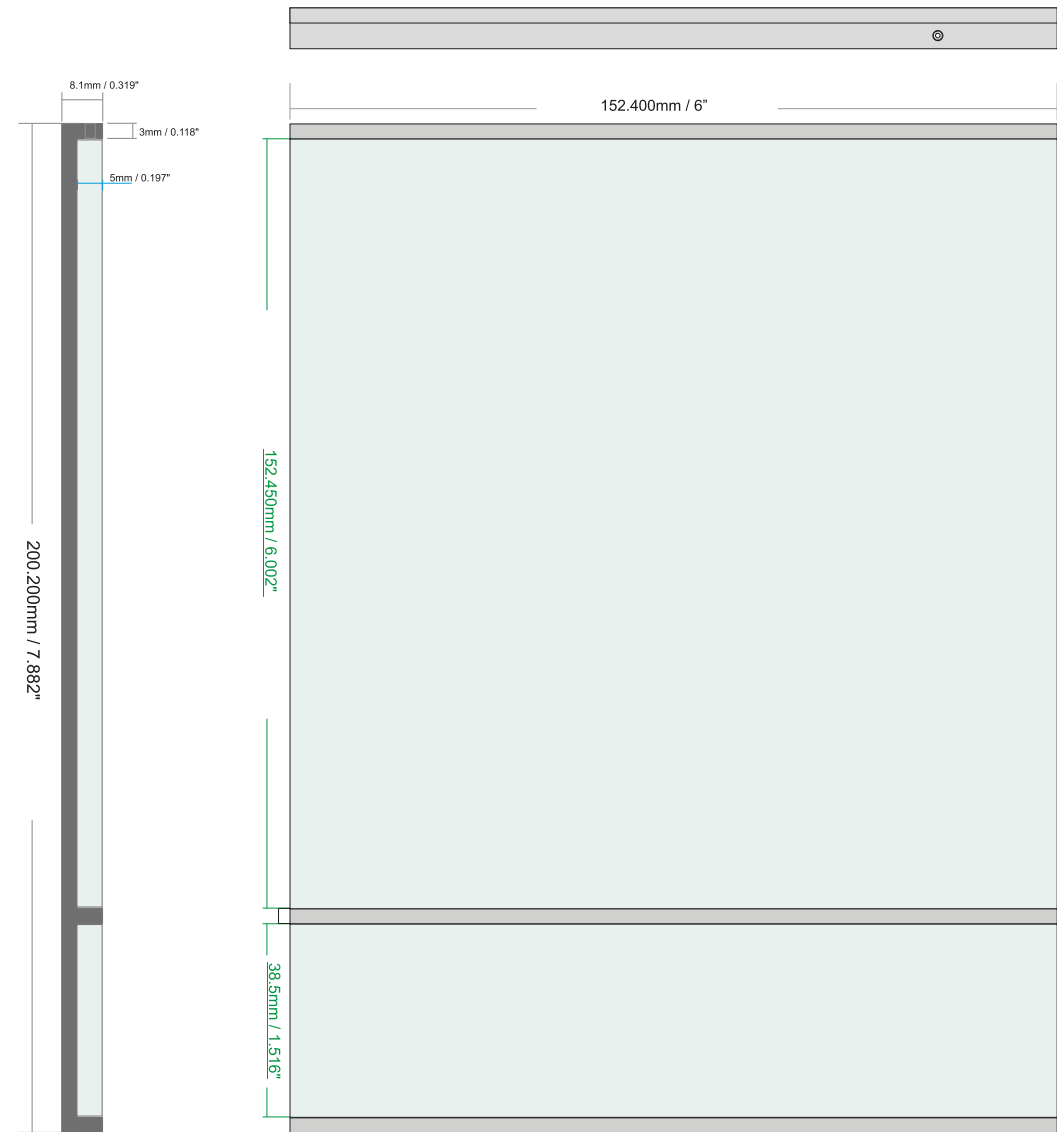 8.1mm / 0.319"
152.400mm / 6”
3mm / 0.118"
5mm / 0.197"
152.450mm / 6.002"
200.200mm / 7.882"
38.5mm / 1.516"